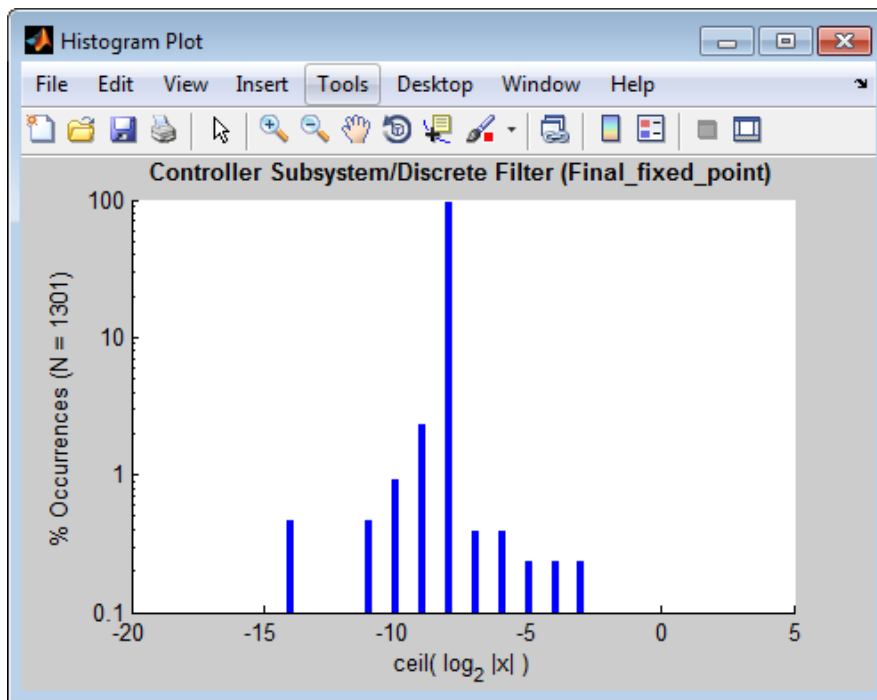 Histogram Plot
File Edit View Insert Tools Desktop Window Help
Controller Subsystem/Discrete Filter (Final_fixed_point)
% Occurrences (N = 1301)
100
10
1
0.1
-20 -15 -10 -5 0 5
ceil( log2 |x| )